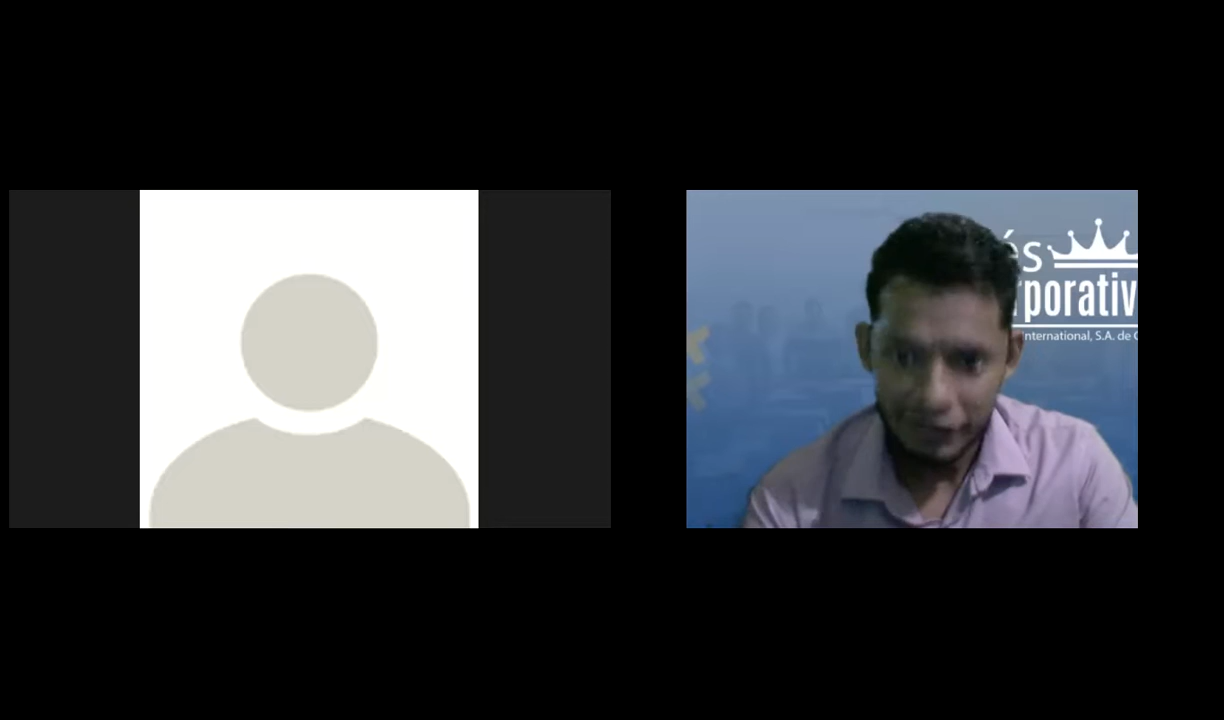 és
rporativ
International, S.A. de C